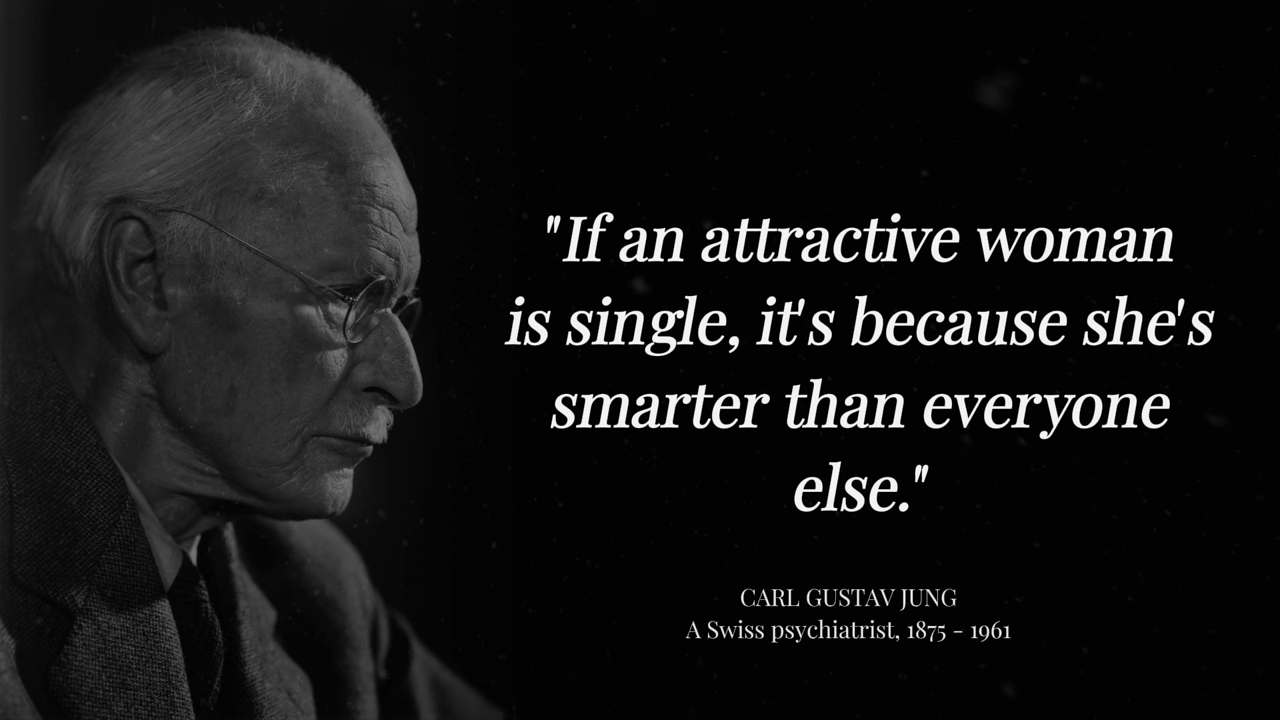 "If an attractive woman
is single, it's because she's
smarter than everyone
else."
CARL GUSTAV JUNG
A Swiss psychiatrist, 1875 - 1961